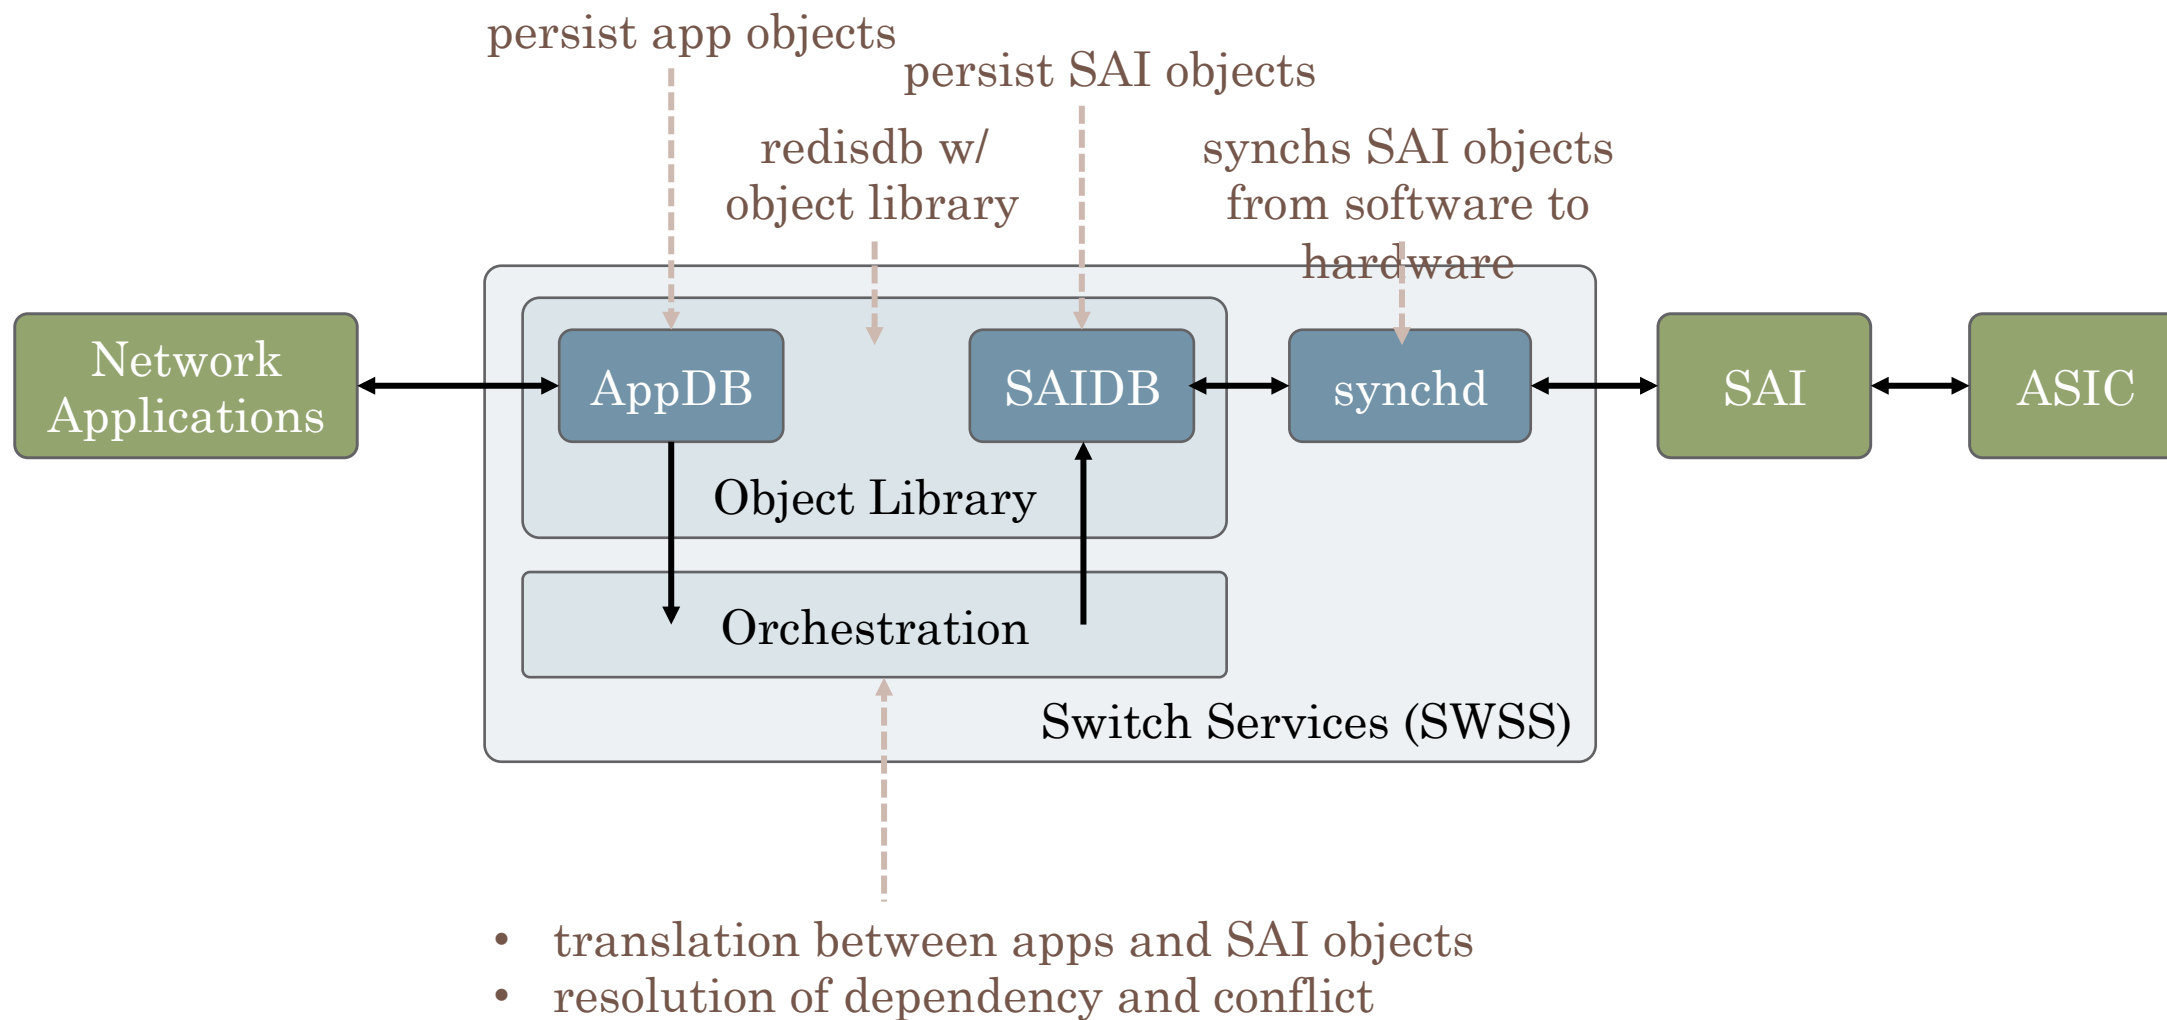 persist app objects
persist SAI objects
redisdb w/
object library
synchs SAI objects
from software to
hardware
Network
Applications
AppDB
SAIDB
synchd
SAI
ASIC
Object Library
Orchestration
Switch Services (SWSS)
• translation between apps and SAI objects
• resolution of dependency and conflict